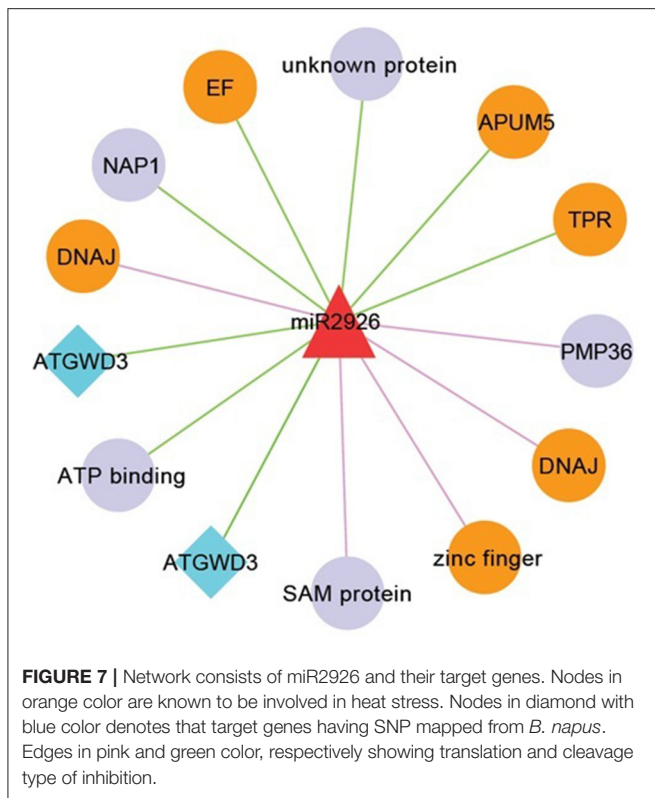 unknown protein
EF
APUM5
NAP1
TPR
DNAJ
miR2926
ATGWD3
PMP36
ATP binding
DNAJ
ATGWD3
zinc finger
SAM protein
FIGURE 7 | Network consists of miR2926 and their target genes. Nodes in
orange color are known to be involved in heat stress. Nodes in diamond with
blue color denotes that target genes having SNP mapped from B. napus.
Edges in pink and green color, respectively showing translation and cleavage
type of inhibition.